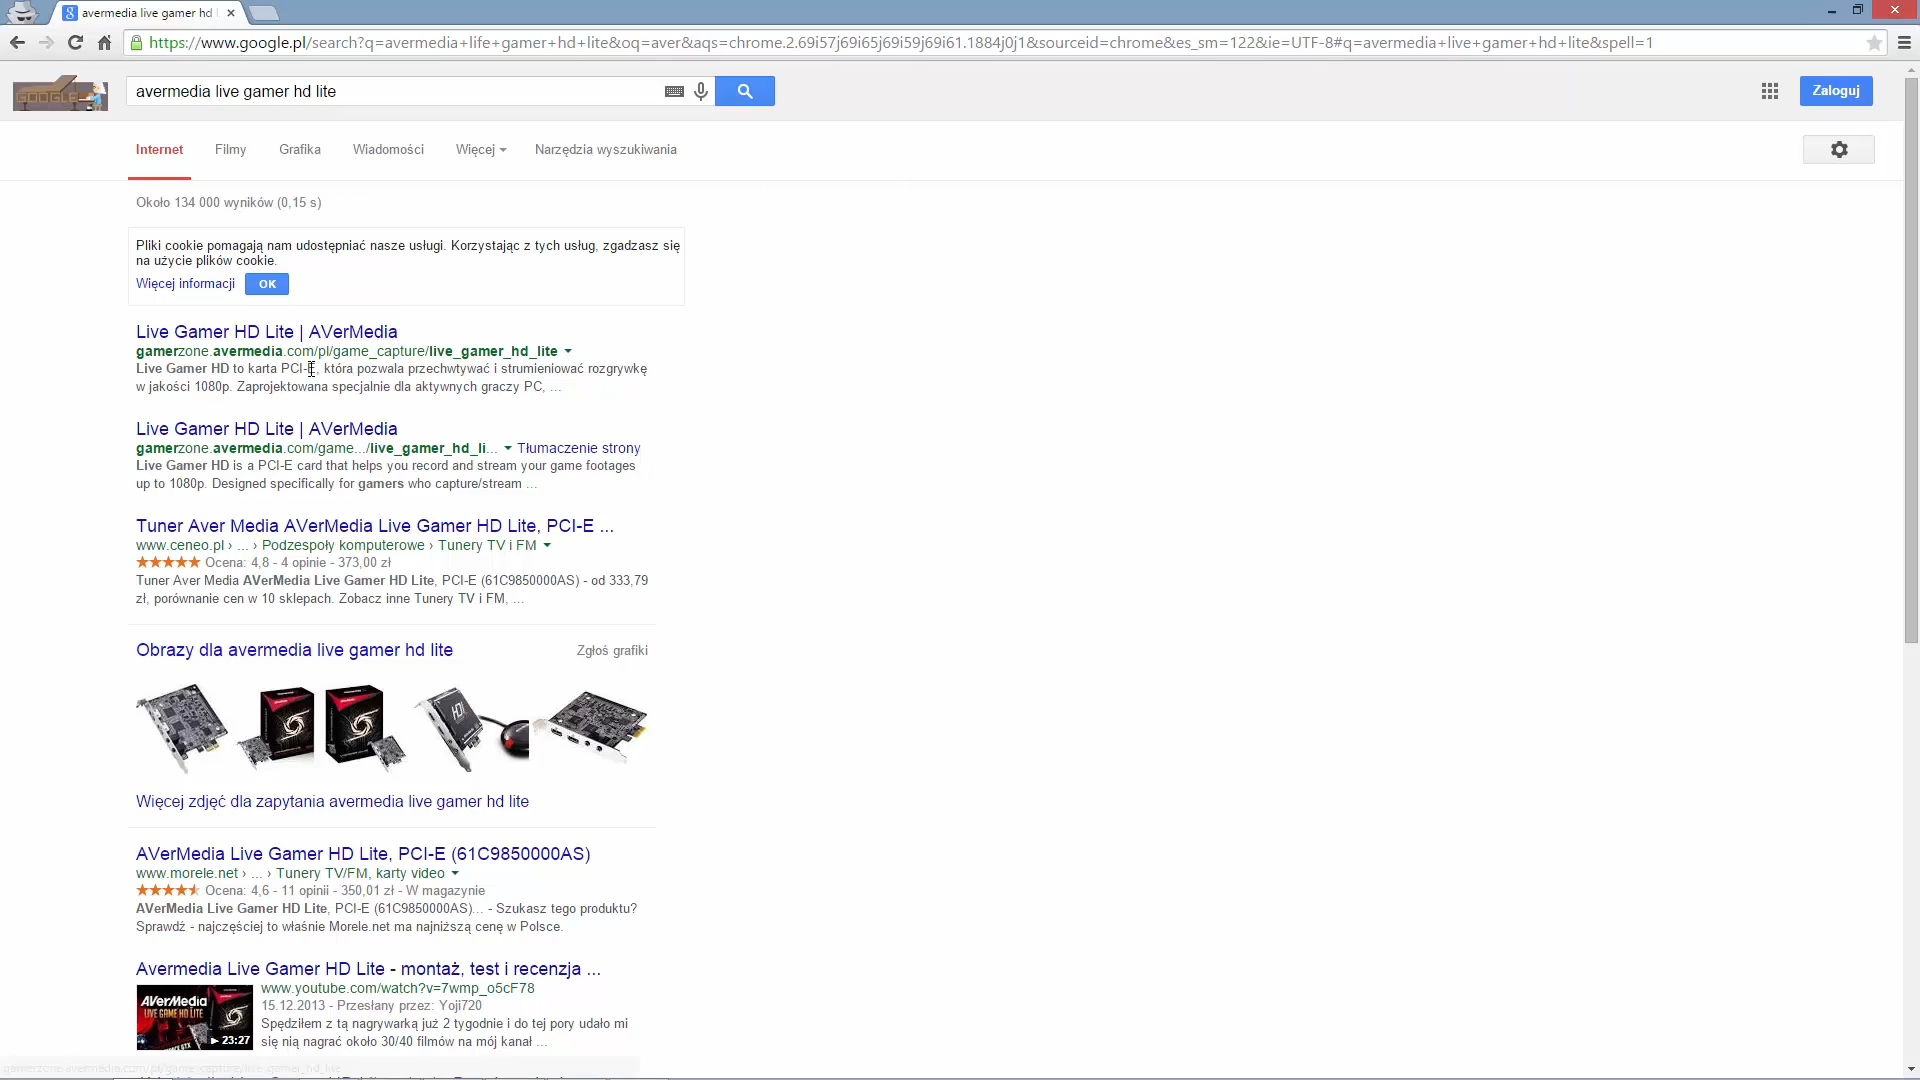 avermedia live gamer hd
https://www.google.pl/search?q=avermedia+life+gamer+hd+lite&oq=aver&aqs=chrome.2.69i57j69i65j69i59j69i61.1884j0j1&sourceid=chrome&es_sm=122&ie=UTF-8#q=avermedia+live+gamer+hd+lite&spell=1
GOOGLE
avermedia live gamer hd lite
Zaloguj
Internet Filmy Grafika Wiadomości Więcej Narzędzia wyszukiwania
Około 134 000 wyników (0,15 s)
Pliki cookie pomagają nam udostępniać nasze usługi. Korzystając z tych usług, zgadzasz się
na użycie plików cookie.
Więcej informacji OK
Live Gamer HD Lite | AVerMedia
gamerzone.avermedia.com/pl/game_capture/live_gamer_hd_lite
Live Gamer HD to karta PCI-E, która pozwala przechwtywać i strumieniować rozgrywkę
w jakości 1080p. Zaprojektowana specjalnie dla aktywnych graczy PC, ...
Live Gamer HD Lite | AVerMedia
gamerzone.avermedia.com/game.../live_gamer_hd_li... Tłumaczenie strony
Live Gamer HD is a PCI-E card that helps you record and stream your game footages
up to 1080p. Designed specifically for gamers who capture/stream ...
Tuner Aver Media AVerMedia Live Gamer HD Lite, PCI-E ...
www.ceneo.pl › ... › Podzespoły komputerowe › Tunery TV i FM
Ocena: 4,8 - 4 opinie - 373,00 zł
Tuner Aver Media AVerMedia Live Gamer HD Lite, PCI-E (61C9850000AS) - od 333,79
zł, porównanie cen w 10 sklepach. Zobacz inne Tunery TV i FM, ...
Obrazy dla avermedia live gamer hd lite Zgłoś grafiki
Więcej zdjęć dla zapytania avermedia live gamer hd lite
AVerMedia Live Gamer HD Lite, PCI-E (61C9850000AS)
www.morele.net › ... › Tunery TV/FM, karty video
Ocena: 4,6 - 11 opinii - 350,01 zł - W magazynie
AVerMedia Live Gamer HD Lite, PCI-E (61C9850000AS)... - Szukasz tego produktu?
Sprawdź - najczęściej to właśnie Morele.net ma najniższą cenę w Polsce.
Avermedia Live Gamer HD Lite - montaż, test i recenzja ...
www.youtube.com/watch?v=7wmp_o5cF78
15.12.2013 - Przesłany przez: Yoji720
Spędziłem z tą nagrywarką już 2 tygodnie i do tej pory udało mi
się nią nagrać około 30/40 filmów na mój kanał ...
AVerMedia
LIVE GAME HD LITE
23:27